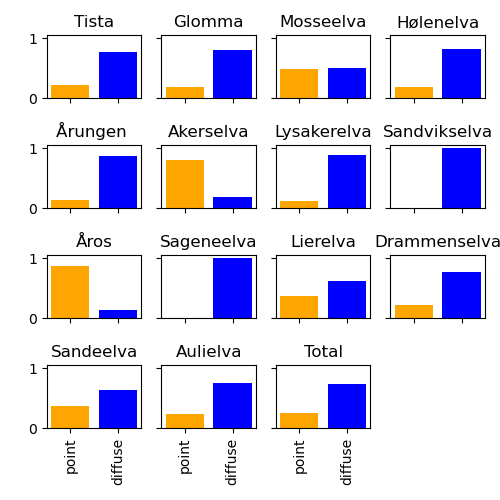 Tista Glomma Mosseelva Hølenelva
1
0
Årungen Akerselva Lysakerelva Sandvikselva
1
0
Åros Sageneelva Lierelva Drammenselva
1
0
Sandeelva Aulielva Total
1
0
point diffuse point diffuse point diffuse